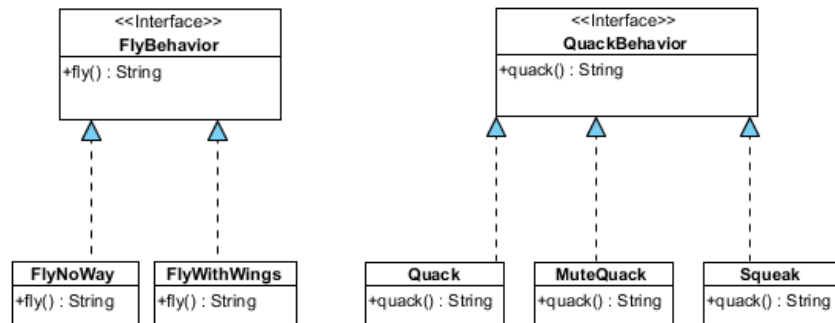 <<Interface>>
FlyBehavior
+fly() : String
<<Interface>>
QuackBehavior
+quack() : String
FlyNoWay
+fly() : String
FlyWithWings
+fly() : String
Quack
+quack() : String
MuteQuack
+quack() : String
Squeak
+quack() : String